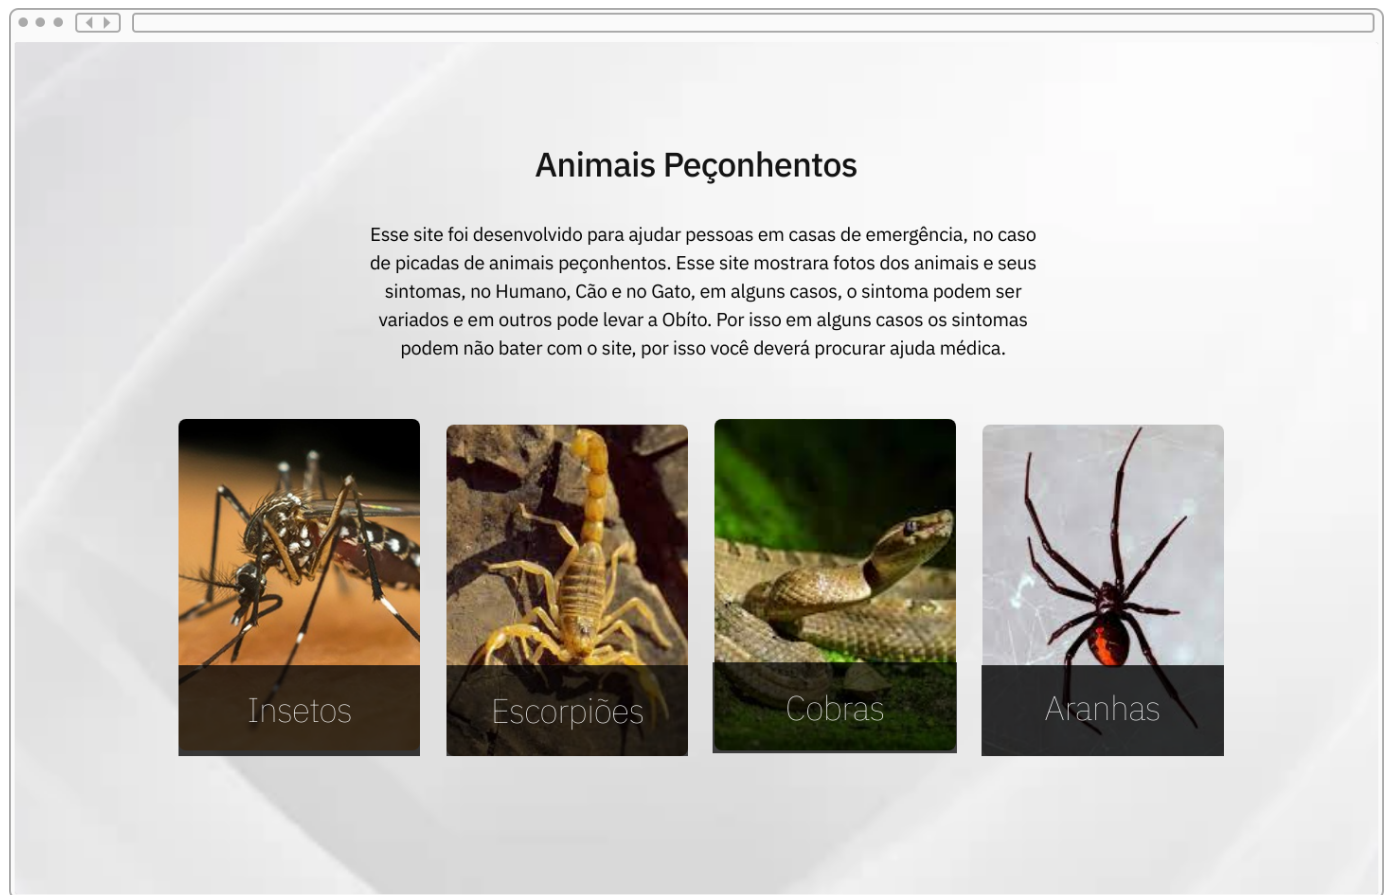 Animais Peçonhentos
Esse site foi desenvolvido para ajudar pessoas em casas de emergência, no caso
de picadas de animais peçonhentos. Esse site mostrara fotos dos animais e seus
sintomas, no Humano, Cão e no Gato, em alguns casos, o sintoma podem ser
variados e em outros pode levar a Obíto. Por isso em alguns casos os sintomas
podem não bater com o site, por isso você deverá procurar ajuda médica.
Insetos
Escorpiões
Cobras
Aranhas